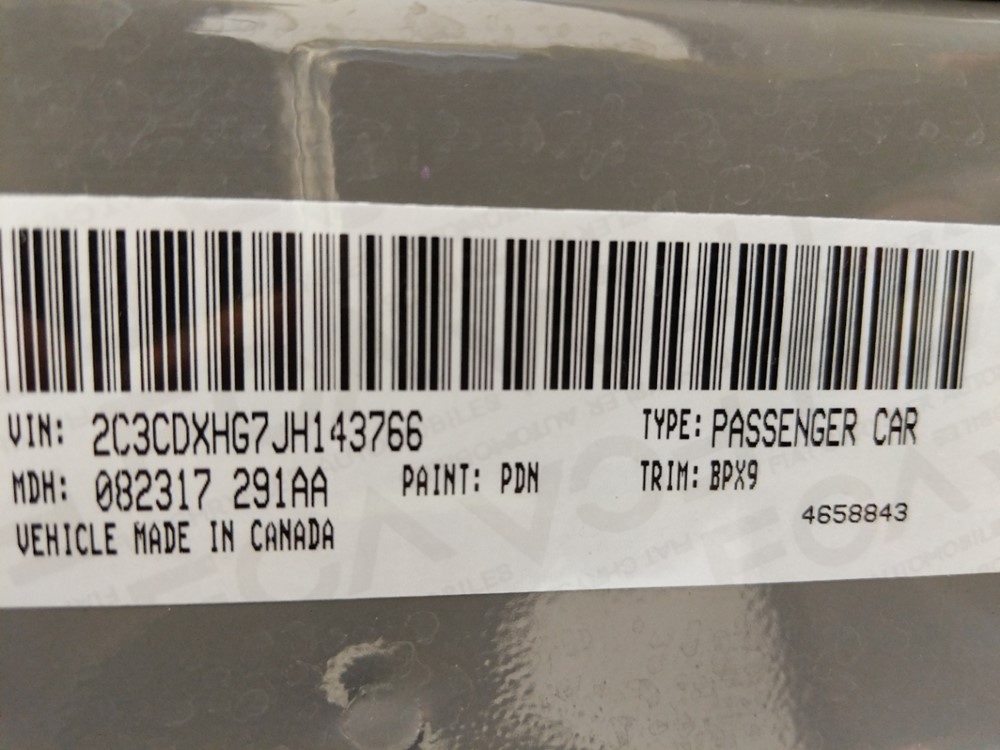 VIN: 2C3CDXHG7JH143766 TYPE: PASSENGER CAR
MDH: 082317 291AA PAINT: PDN TRIM: BPX9
4658843
VEHICLE MADE IN CANADA